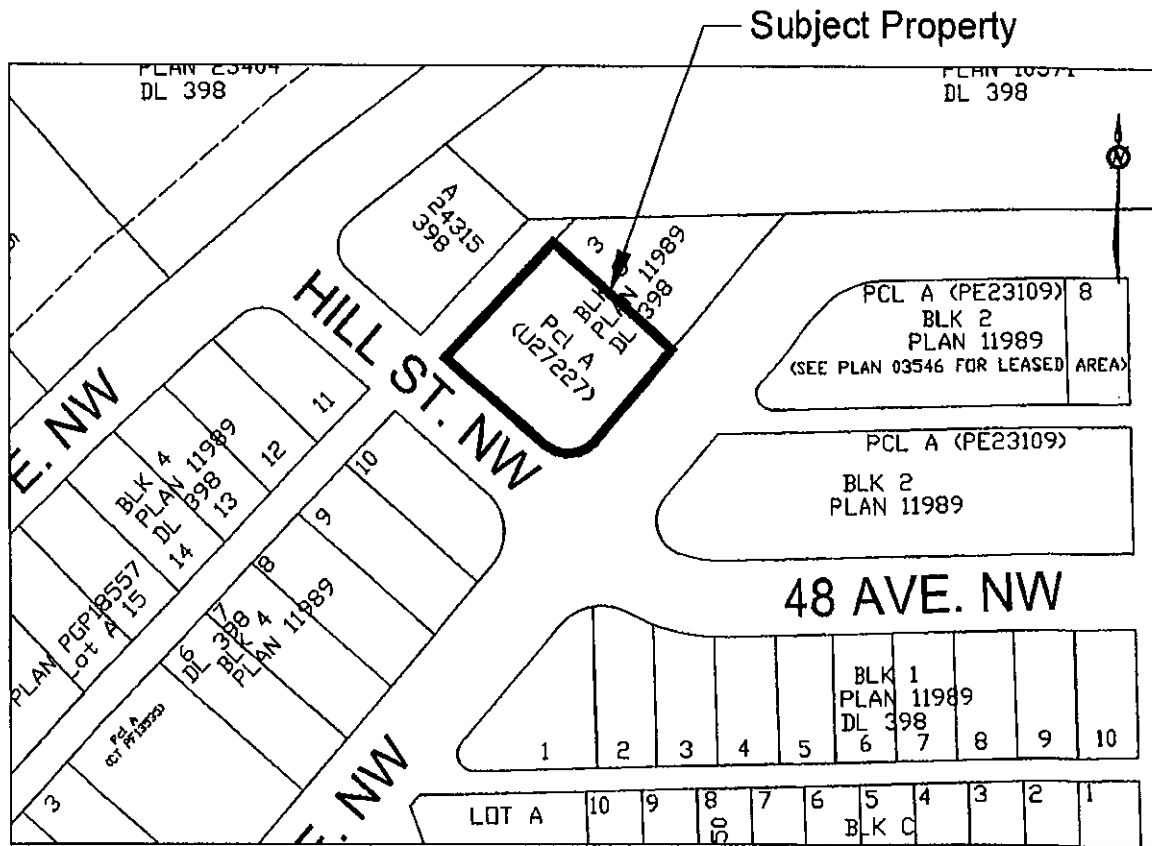 Subject Property
DL 398
DL 398
N
A
24315
398
3
PLAN 11989
DL 398
Pcl A
(U27227)
HILL ST. NW
PCL A (PE23109)
8
BLK 2
PLAN 11989
(SEE PLAN 03546 FOR LEASED AREA)
PCL A (PE23109)
BLK 2
PLAN 11989
48 AVE. NW
E. NW
11
12
BLK 4
PLAN 11989
DL 398
13
14
15
PLAN PGP18557
Lot A
10
9
8
7
6
DL 398
BLK 4
PLAN 11989
Pcl A
3
E. NW
BLK 1
PLAN 11989
DL 398
1 2 3 4 5 6 7 8 9 10
LOT A
10 9 8 7 6 5 4 3 2 1
50
BLK C